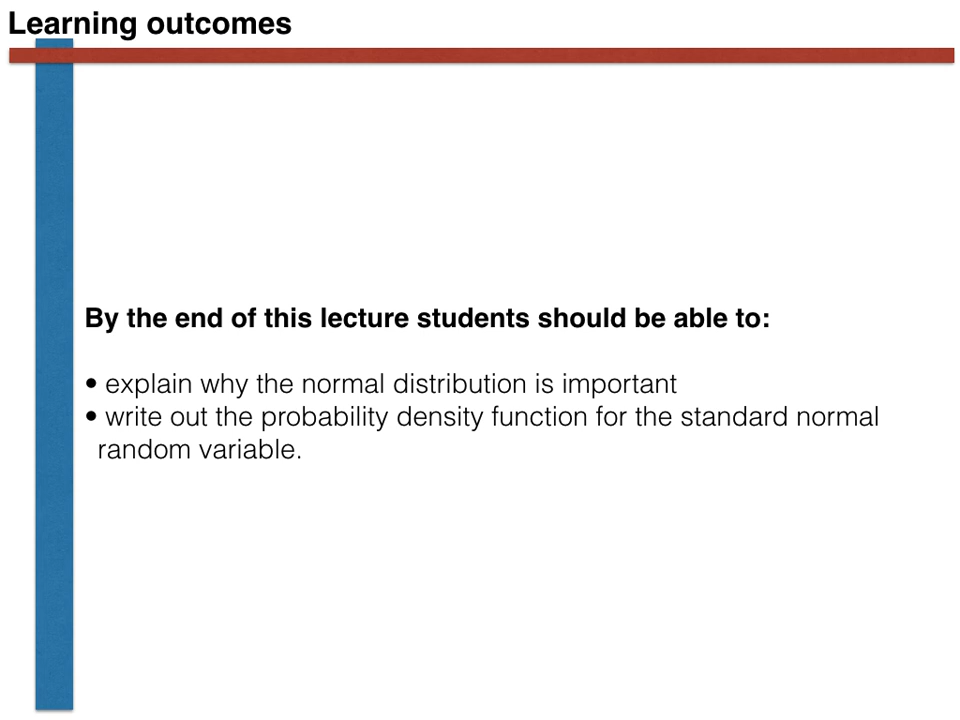 Learning outcomes
By the end of this lecture students should be able to:
• explain why the normal distribution is important
• write out the probability density function for the standard normal
random variable.